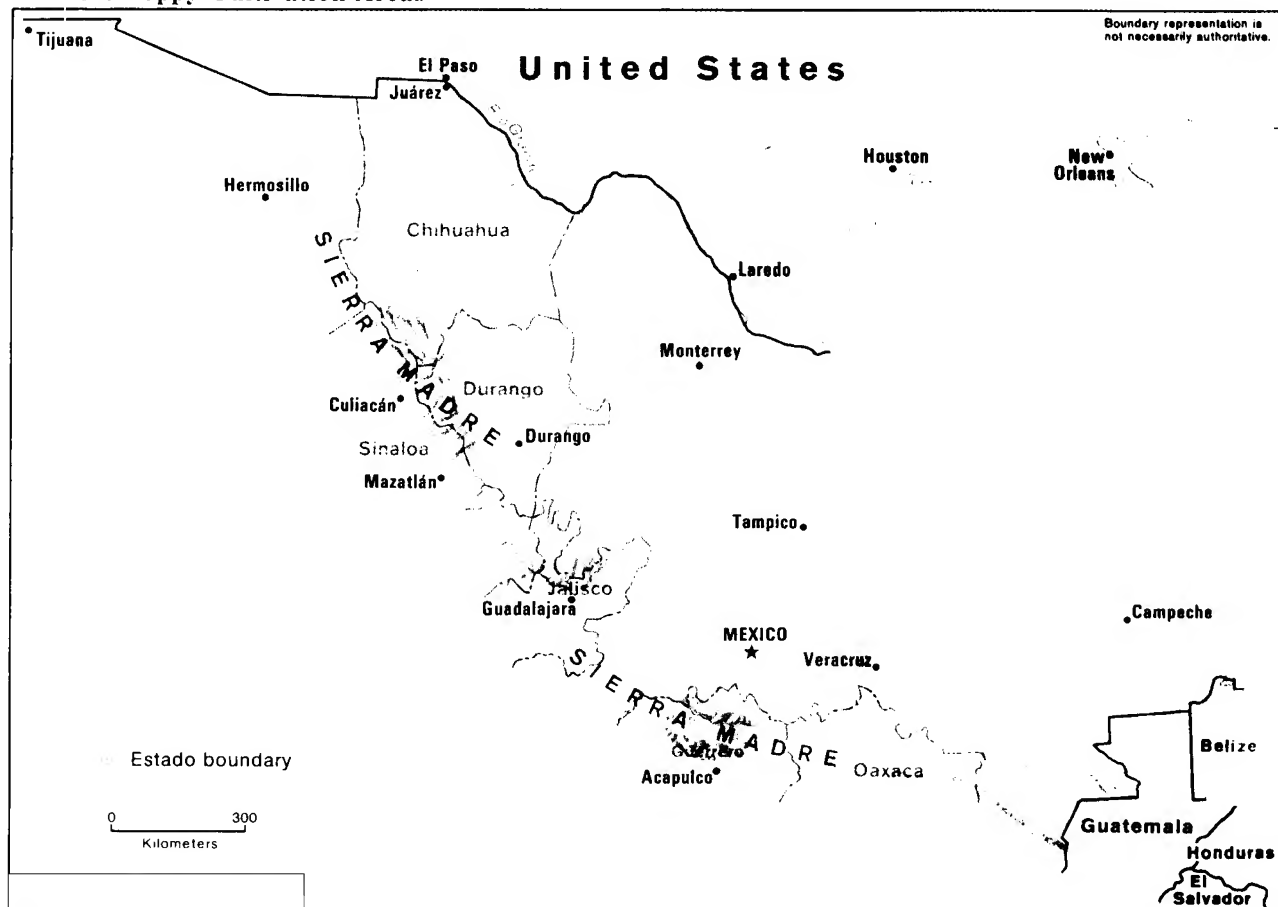 Boundary representation is
not necessarily authoritative.
Tijuana
El Paso
United States
Juárez
Houston
New
Orleans
Hermosillo
Chihuahua
SIERRA MADRE
Laredo
Monterrey
Durango
Culiacán
Durango
Sinaloa
Mazatlán
Tampico
Jalisco
Guadalajara
Campeche
MEXICO
Veracruz
SIERRA MADRE
Belize
Guerrero
Estado boundary
Oaxaca
Acapulco
0 300
Kilometers
Guatemala
Honduras
El
Salvador